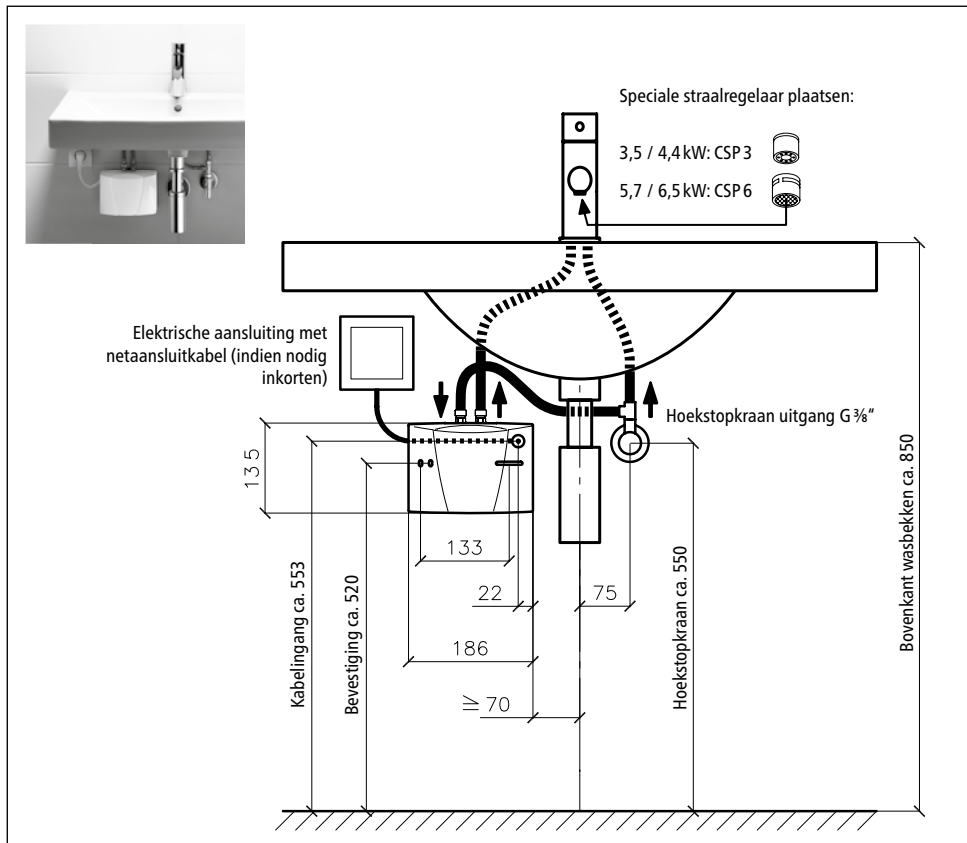 Speciale straalregelaar plaatsen:
3,5 / 4,4 kW: CSP 3
5,7 / 6,5 kW: CSP 6
Elektrische aansluiting met
netaansluitkabel (indien nodig
inkorten)
Hoekstopkraan uitgang G ⅜“
135
133
22
75
186
≥ 70
Kabelingang ca. 553
Bevestiging ca. 520
Hoekstopkraan ca. 550
Bovenkant wasbekken ca. 850